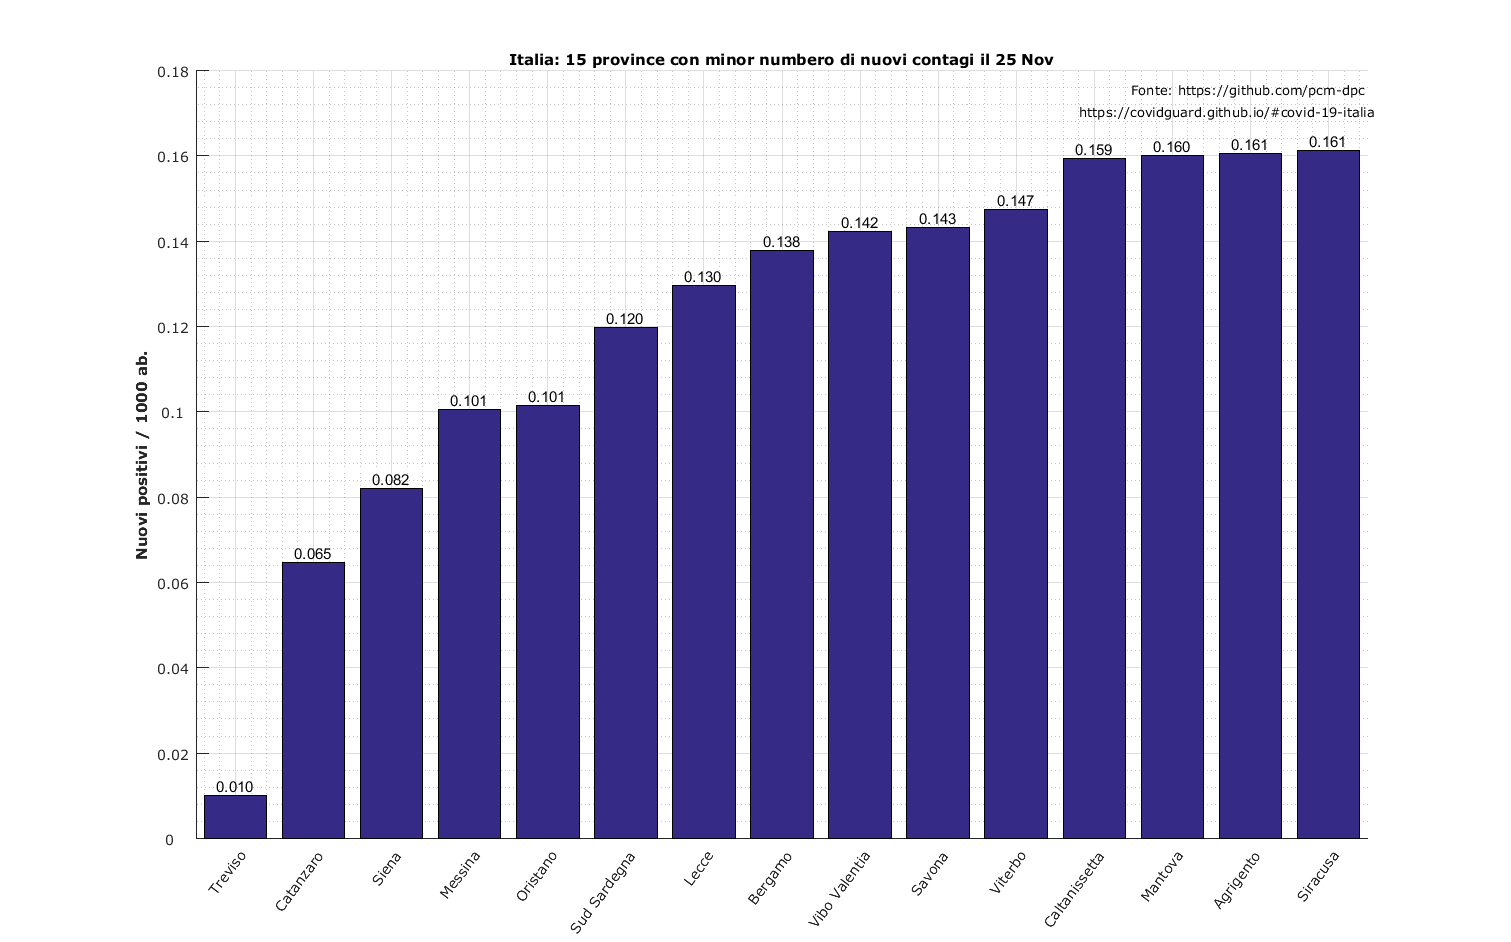 Italia: 15 province con minor numbero di nuovi contagi il 25 Nov
Fonte: https://github.com/pcm-dpc
https://covidguard.github.io/#covid-19-italia
Nuovi positivi / 1000 ab.
0.18
0.16
0.14
0.12
0.1
0.08
0.06
0.04
0.02
0
0.010
0.065
0.082
0.101
0.101
0.120
0.130
0.138
0.142
0.143
0.147
0.159
0.160
0.161
0.161
Treviso
Catanzaro
Siena
Messina
Oristano
Sud Sardegna
Lecce
Bergamo
Vibo Valentia
Savona
Viterbo
Caltanissetta
Mantova
Agrigento
Siracusa